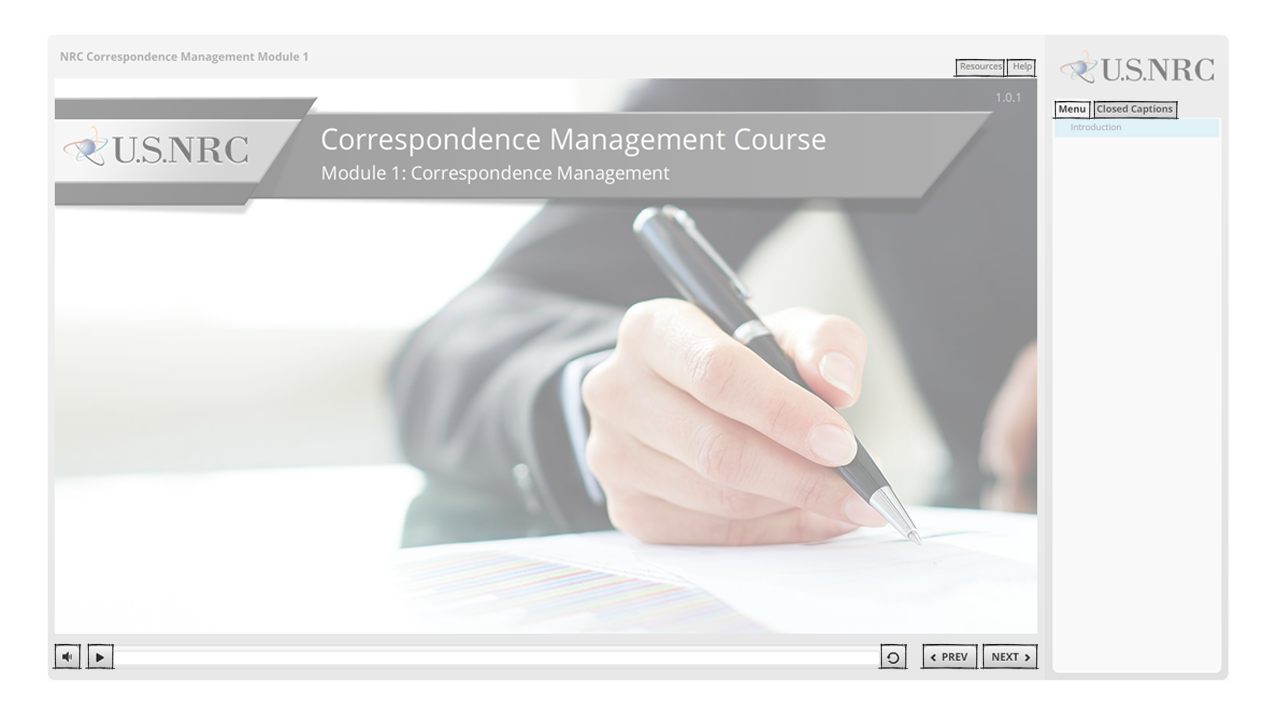 NRC Correspondence Management Module 1
Resources Help
U.S.NRC
1.0.1
Menu Closed Captions
Introduction
U.S.NRC
Correspondence Management Course
Module 1: Correspondence Management
PREV NEXT